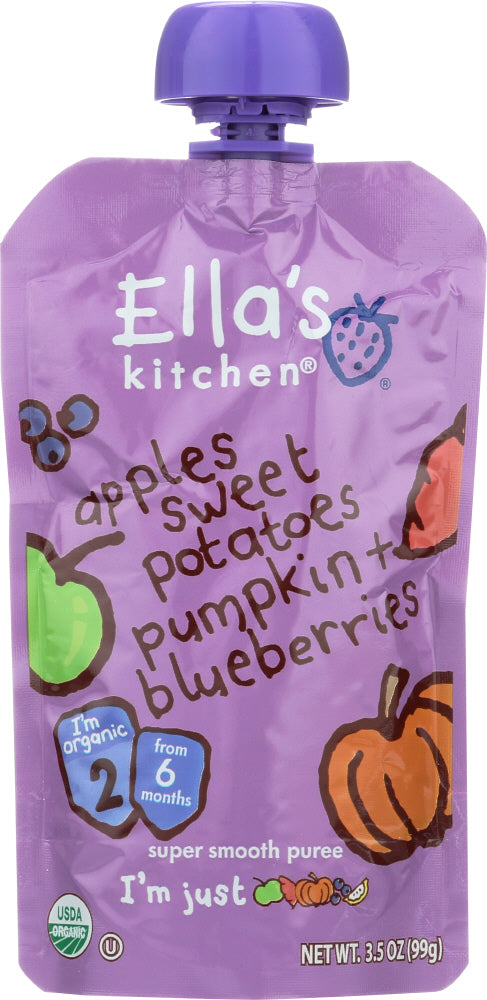 Ella's
kitchen®
®
apples
sweet
potatoes
pumpkin +
blueberries
I'm
organic
2
from
6
months
super smooth puree
I'm just
USDA
ORGANIC
U
NET WT. 3.5 OZ (99g)